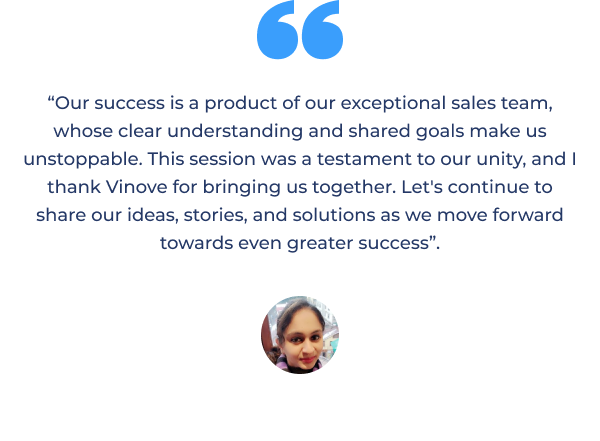 “Our success is a product of our exceptional sales team,
whose clear understanding and shared goals make us
unstoppable. This session was a testament to our unity, and I
thank Vinove for bringing us together. Let's continue to
share our ideas, stories, and solutions as we move forward
towards even greater success”.